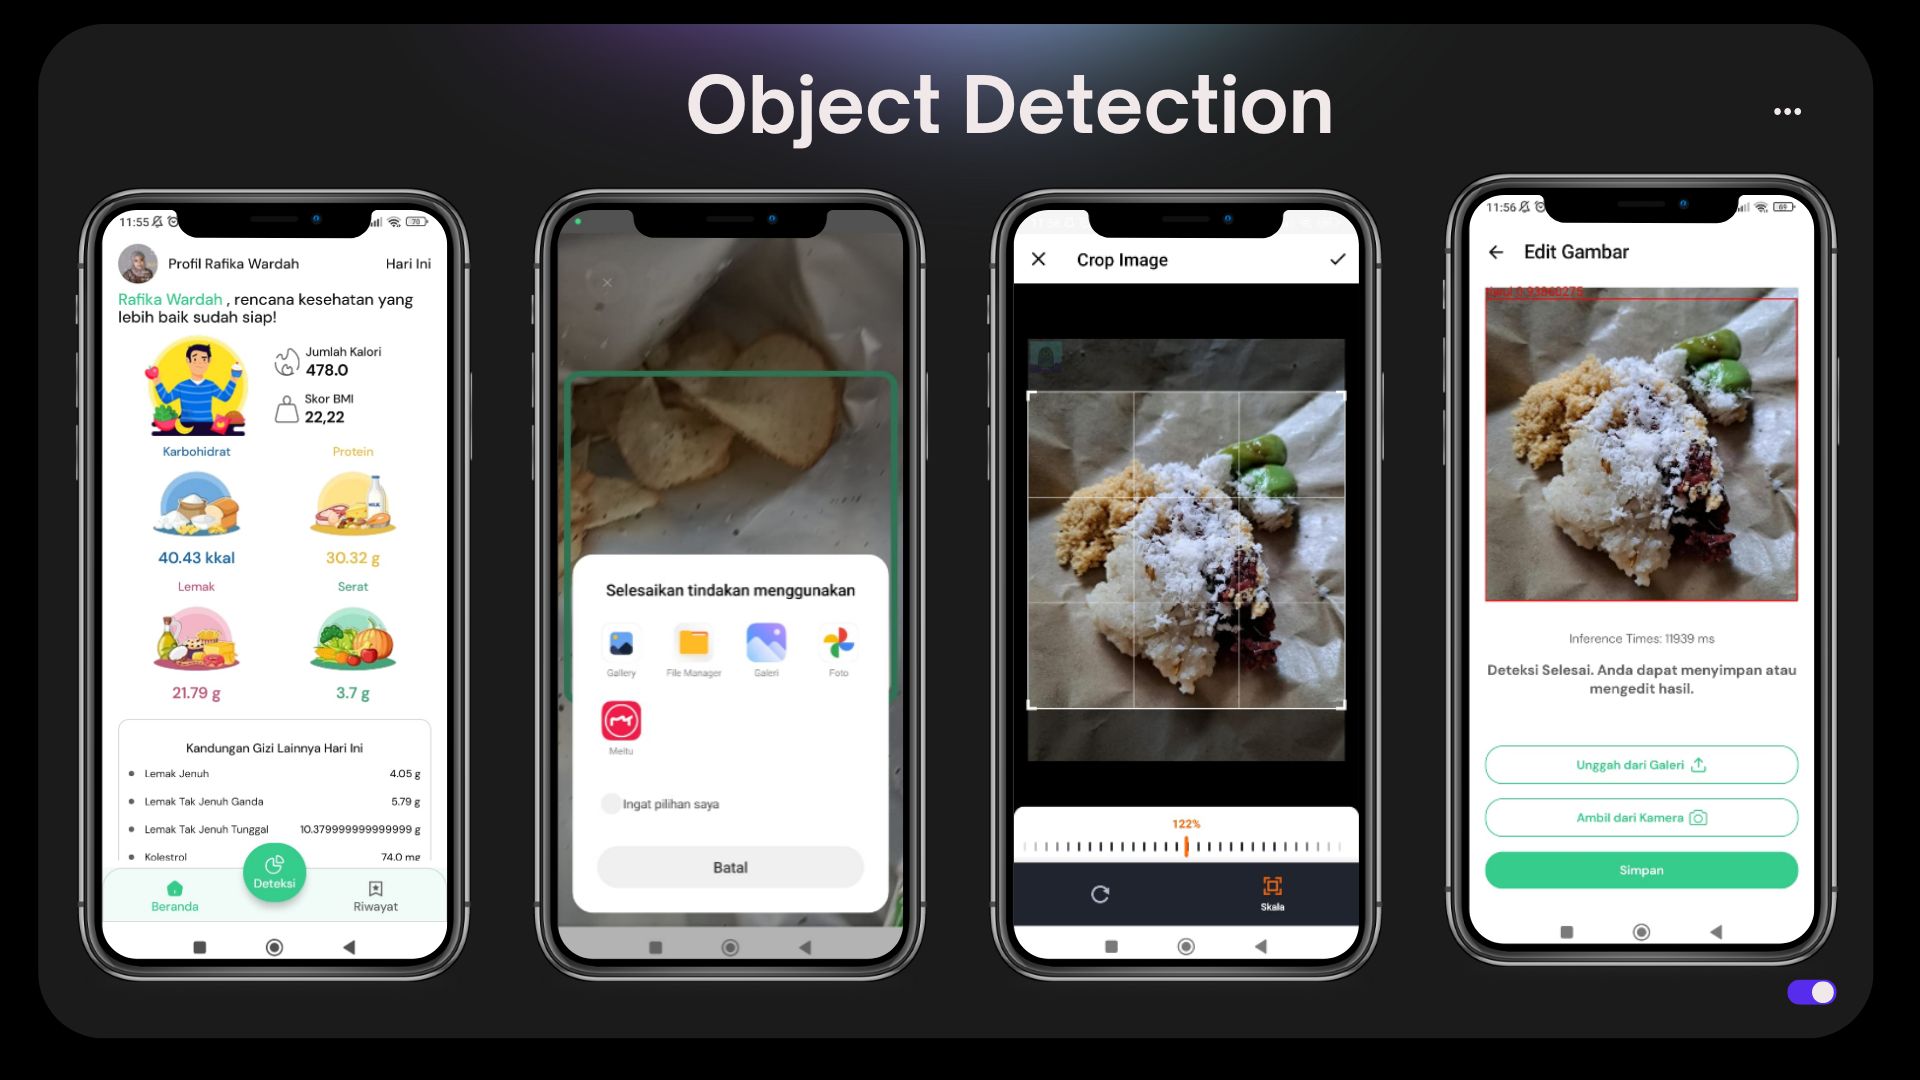 Object Detection
11:55
70
Profil Rafika Wardah
Hari Ini
Rafika Wardah , rencana kesehatan yang
lebih baik sudah siap!
Jumlah Kalori
478.0
Skor BMI
22,22
Karbohidrat
Protein
MILK
40.43 kkal
30.32 g
Lemak
Serat
21.79 g
3.7 g
Kandungan Gizi Lainnya Hari Ini
Lemak Jenuh
4.05 g
Lemak Tak Jenuh Ganda
5.79 g
Lemak Tak Jenuh Tunggal
10.379999999999999 g
Kolestrol
74.0 mg
Deteksi
Beranda
Riwayat
Selesaikan tindakan menggunakan
Gallery
File Manager
Galeri
Foto
Meitu
Ingat pilihan saya
Batal
Crop Image
122%
Skala
11:56
69
Edit Gambar
Inference Times: 11939 ms
Deteksi Selesai. Anda dapat menyimpan atau
mengedit hasil.
Unggah dari Galeri
Ambil dari Kamera
Simpan